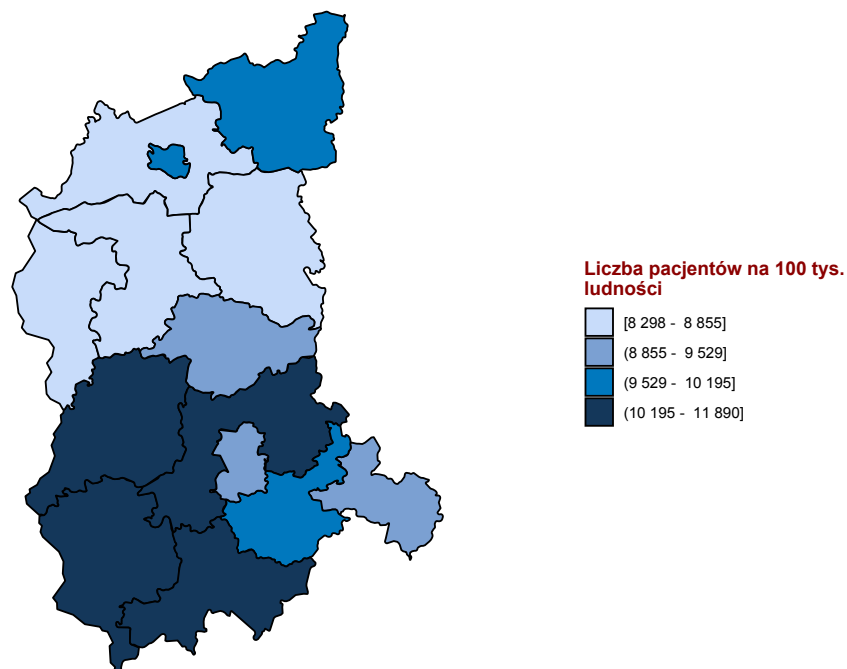 Liczba pacjentów na 100 tys.
ludności
[8 298 - 8 855]
(8 855 - 9 529]
(9 529 - 10 195]
(10 195 - 11 890]